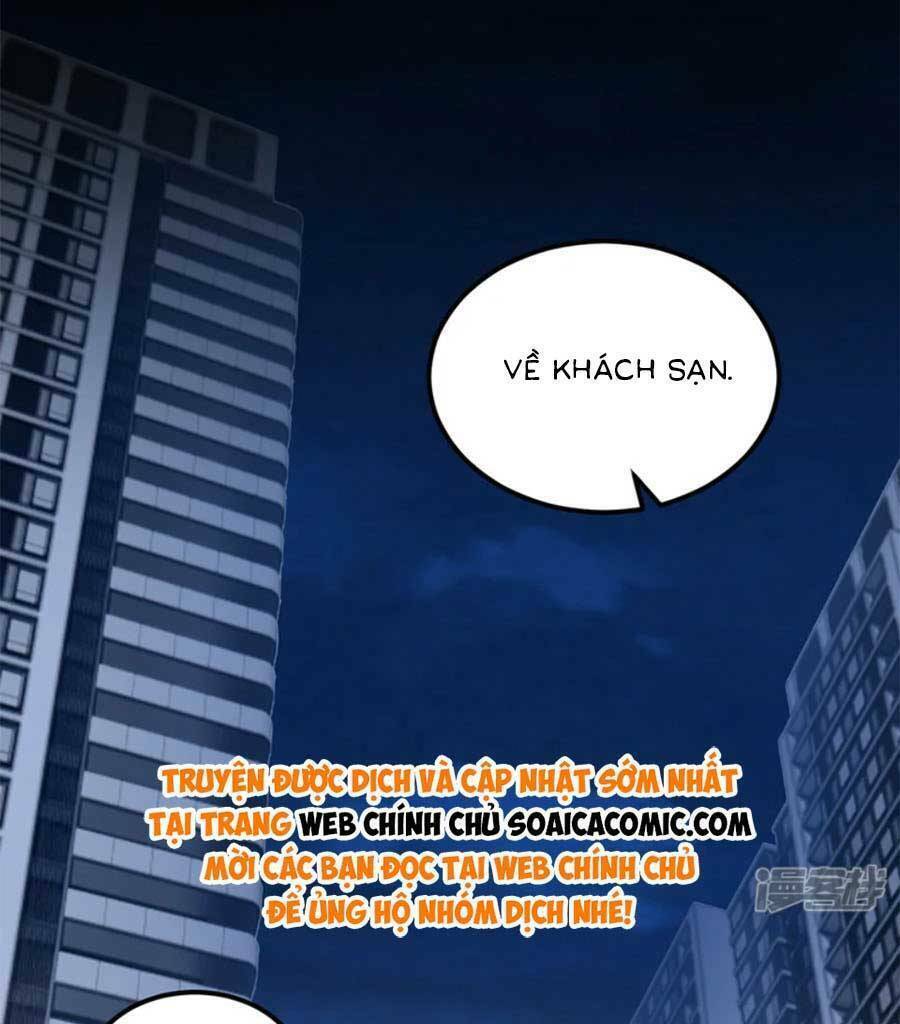 VỀ KHÁCH SẠN.
TRUYỆN ĐƯỢC DỊCH VÀ CẬP NHẬT SỚM NHẤT
TẠI TRANG WEB CHÍNH CHỦ SOAICACOMIC.COM
MỜI CÁC BẠN ĐỌC TẠI WEB CHÍNH CHỦ
ĐỂ ỦNG HỘ NHÓM DỊCH NHÉ!
漫客栈